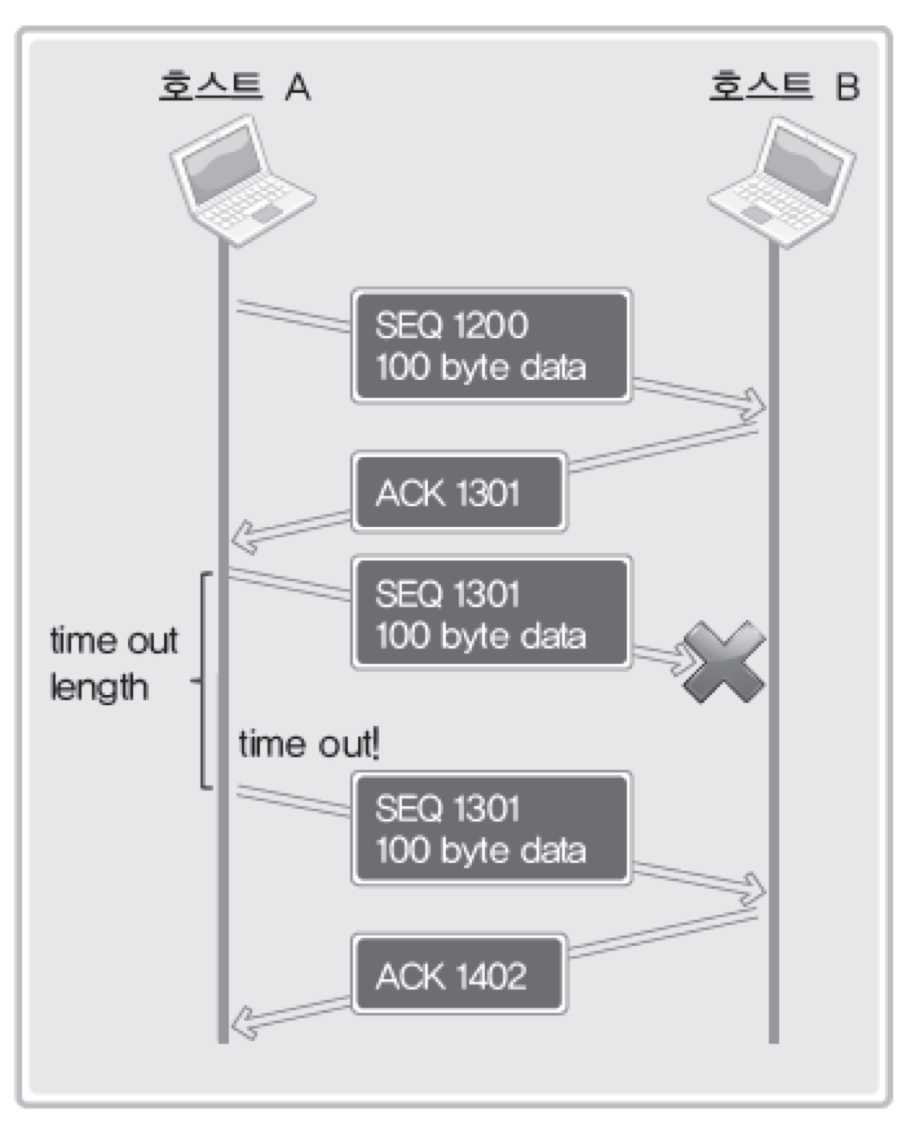 호스트 A
호스트 B
SEQ 1200
100 byte data
ACK 1301
SEQ 1301
100 byte data
time out
length
time out!
SEQ 1301
100 byte data
ACK 1402